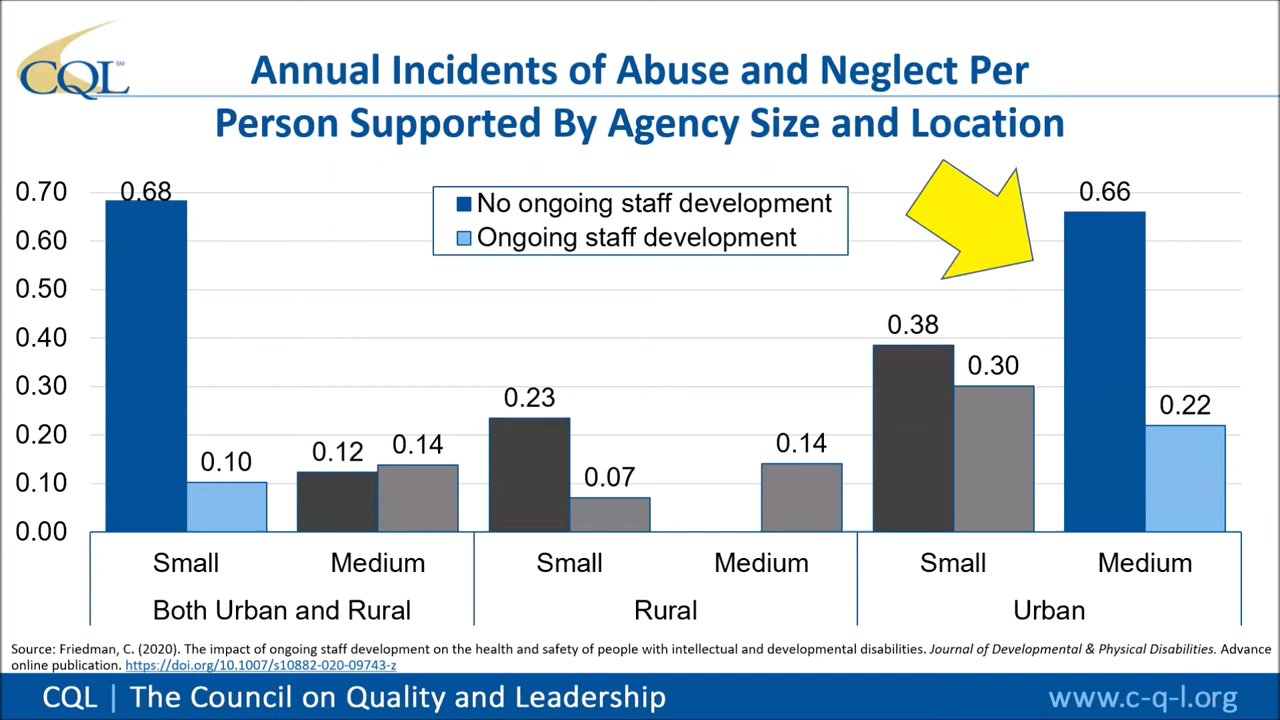 CQL SM
Annual Incidents of Abuse and Neglect Per
Person Supported By Agency Size and Location
No ongoing staff development
Ongoing staff development
0.70
0.60
0.50
0.40
0.30
0.20
0.10
0.00
0.68
0.10
0.12
0.14
0.23
0.07
0.14
0.38
0.30
0.66
0.22
Small Medium Small Medium Small Medium
Both Urban and Rural Rural Urban
Source: Friedman, C. (2020). The impact of ongoing staff development on the health and safety of people with intellectual and developmental disabilities. Journal of Developmental & Physical Disabilities. Advance
online publication. https://doi.org/10.1007/s10882-020-09743-z
CQL | The Council on Quality and Leadership www.c-q-l.org